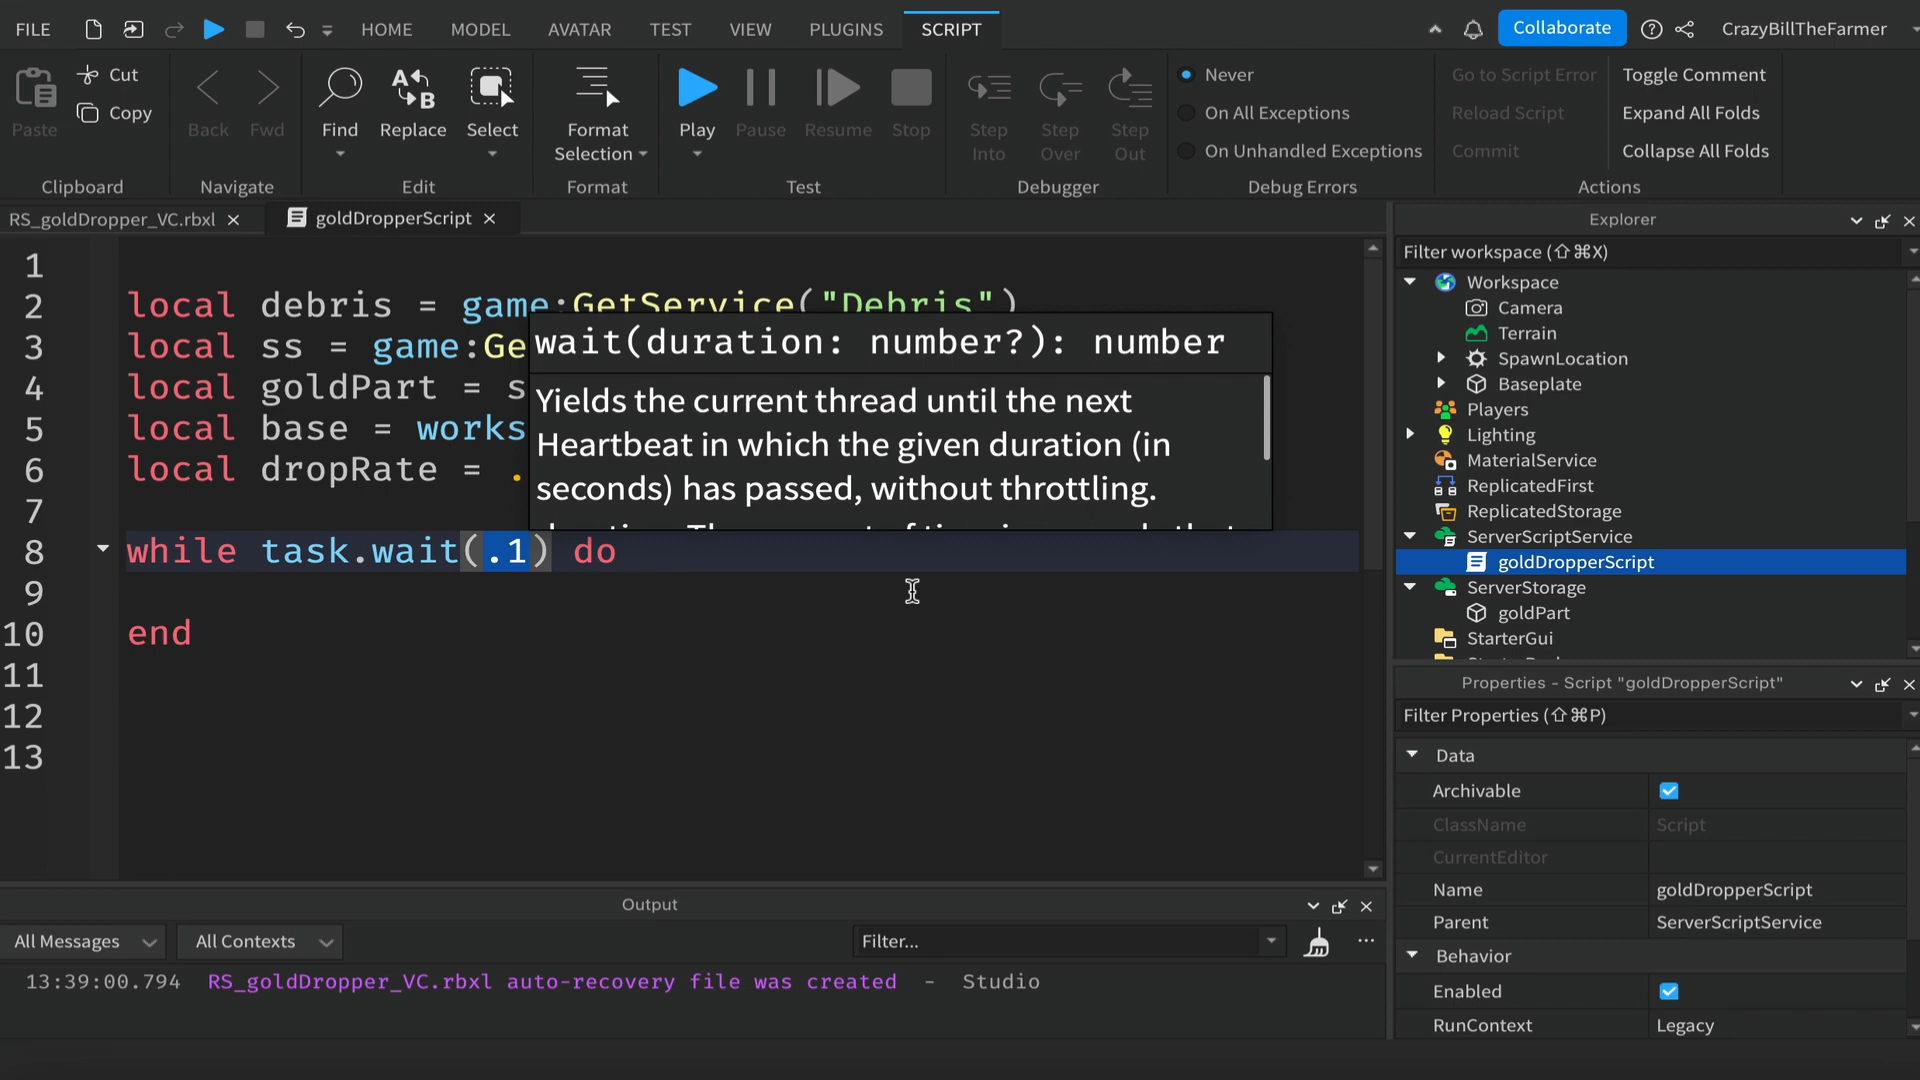 FILE HOME MODEL AVATAR TEST VIEW PLUGINS SCRIPT Collaborate CrazyBillTheFarmer
Paste Cut Copy Back Fwd Find Replace Select Format Selection Play Pause Resume Stop Step Into Step Over Step Out
Never
On All Exceptions
On Unhandled Exceptions
Go to Script Error
Reload Script
Commit
Toggle Comment
Expand All Folds
Collapse All Folds
Clipboard Navigate Edit Format Test Debugger Debug Errors Actions
RS_goldDropper_VC.rbxl goldDropperScript
1
2 local debris = game:GetService("Debris")
3 local ss = game:Ge
4 local goldPart = s
5 local base = works
6 local dropRate = .
7
8 while task.wait(.1) do
9
10 end
11
12
13
wait(duration: number?): number
Yields the current thread until the next
Heartbeat in which the given duration (in
seconds) has passed, without throttling.
Output
All Messages All Contexts Filter...
13:39:00.794 RS_goldDropper_VC.rbxl auto-recovery file was created - Studio
Explorer
Filter workspace (⇧⌘X)
Workspace
Camera
Terrain
SpawnLocation
Baseplate
Players
Lighting
MaterialService
ReplicatedFirst
ReplicatedStorage
ServerScriptService
goldDropperScript
ServerStorage
goldPart
StarterGui
Properties - Script "goldDropperScript"
Filter Properties (⇧⌘P)
Data
Archivable
ClassName Script
CurrentEditor
Name goldDropperScript
Parent ServerScriptService
Behavior
Enabled
RunContext Legacy